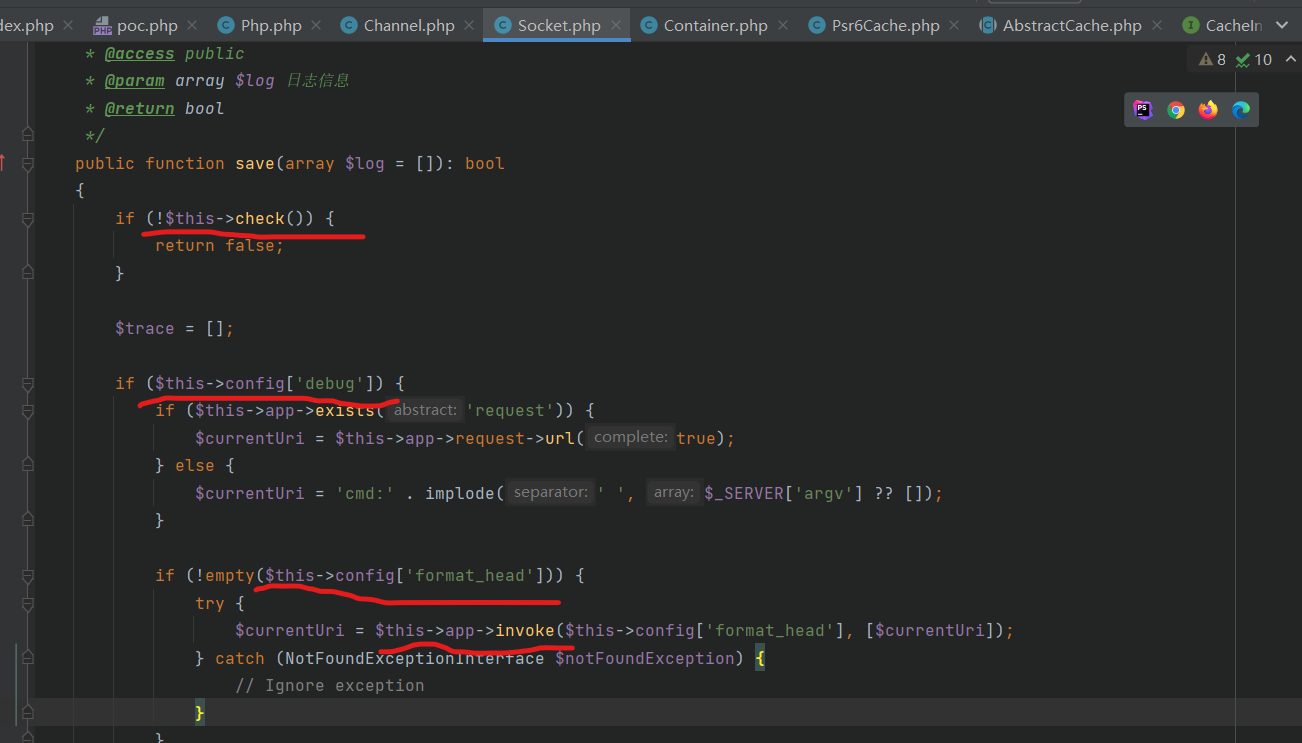 dex.php × poc.php × Php.php × Channel.php × Socket.php × Container.php × Psr6Cache.php × AbstractCache.php × CacheIn
8 10
* @access public
* @param array $log 日志信息
* @return bool
*/
public function save(array $log = []): bool
{
if (!$this->check()) {
return false;
}
$trace = [];
if ($this->config['debug']) {
if ($this->app->exists( abstract: 'request')) {
$currentUri = $this->app->request->url( complete: true);
} else {
$currentUri = 'cmd:' . implode( separator: ' ', array: $_SERVER['argv'] ?? []);
}
if (!empty($this->config['format_head'])) {
try {
$currentUri = $this->app->invoke($this->config['format_head'], [$currentUri]);
} catch (NotFoundExceptionInterface $notFoundException) {
// Ignore exception
}
}